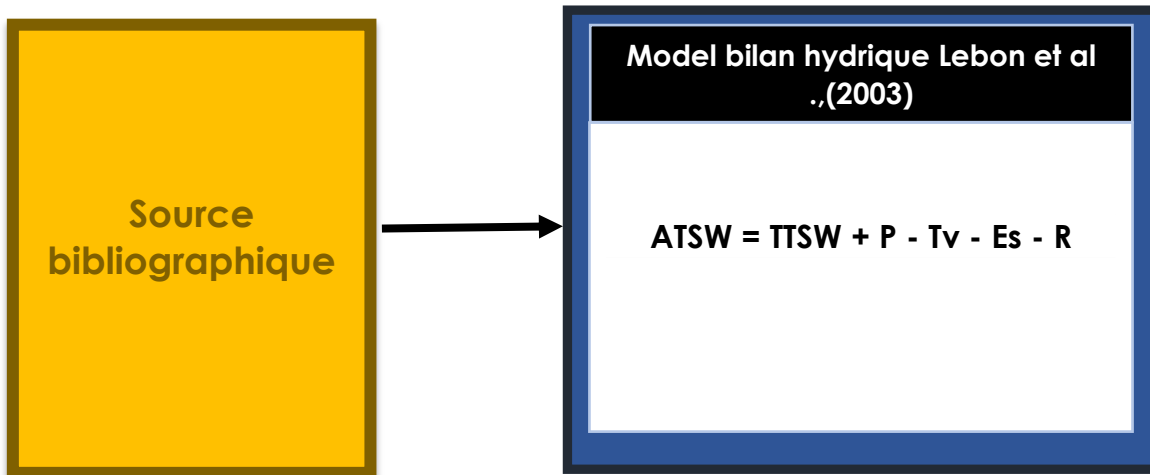 Source
bibliographique
Model bilan hydrique Lebon et al
.,(2003)
ATSW = TTSW + P - Tv - Es - R